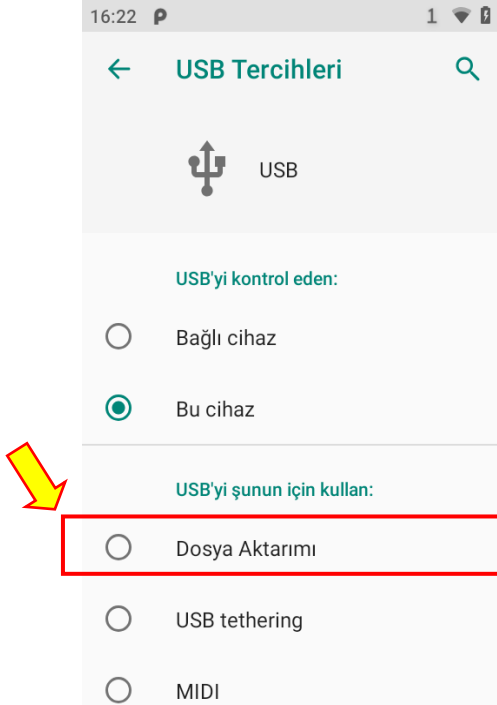 16:22 1
USB Tercihleri
USB
USB'yi kontrol eden:
Bağlı cihaz
Bu cihaz
USB'yi şunun için kullan:
Dosya Aktarımı
USB tethering
MIDI